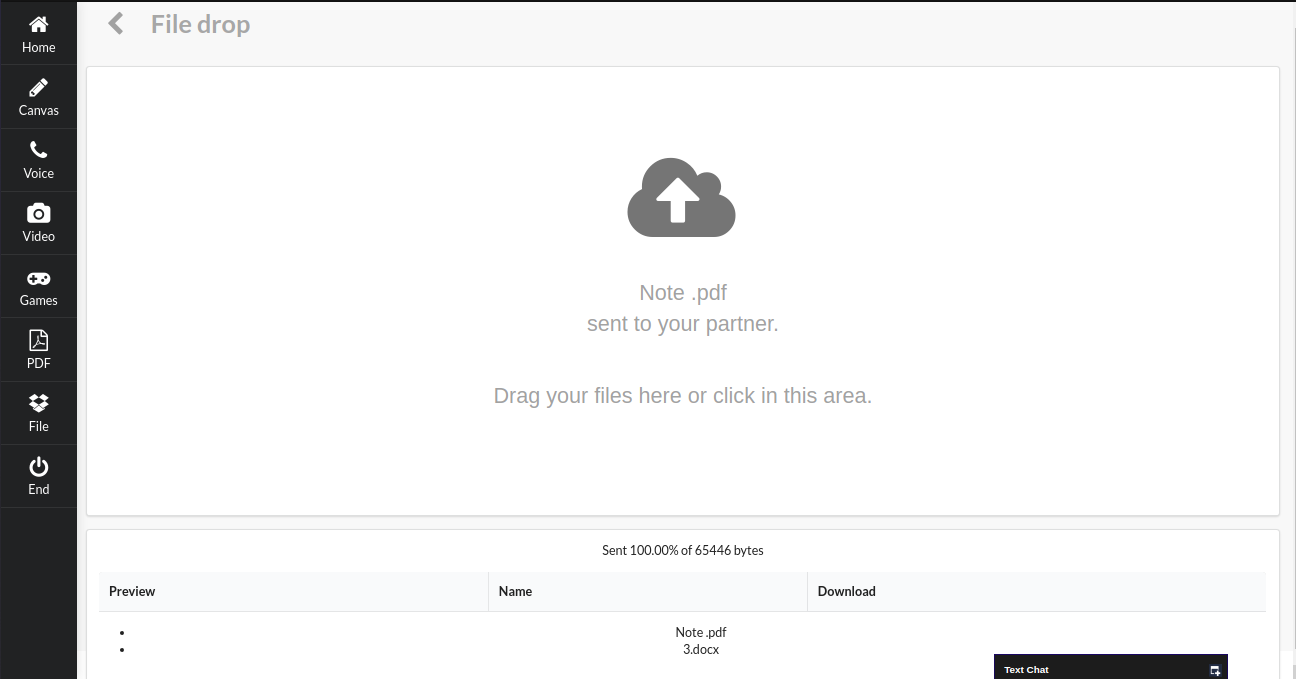 File drop
Home
Canvas
Voice
Video
Games
PDF
File
End
Note .pdf
sent to your partner.
Drag your files here or click in this area.
Sent 100.00% of 65446 bytes
Preview Name Download
Note .pdf
3.docx
Text Chat